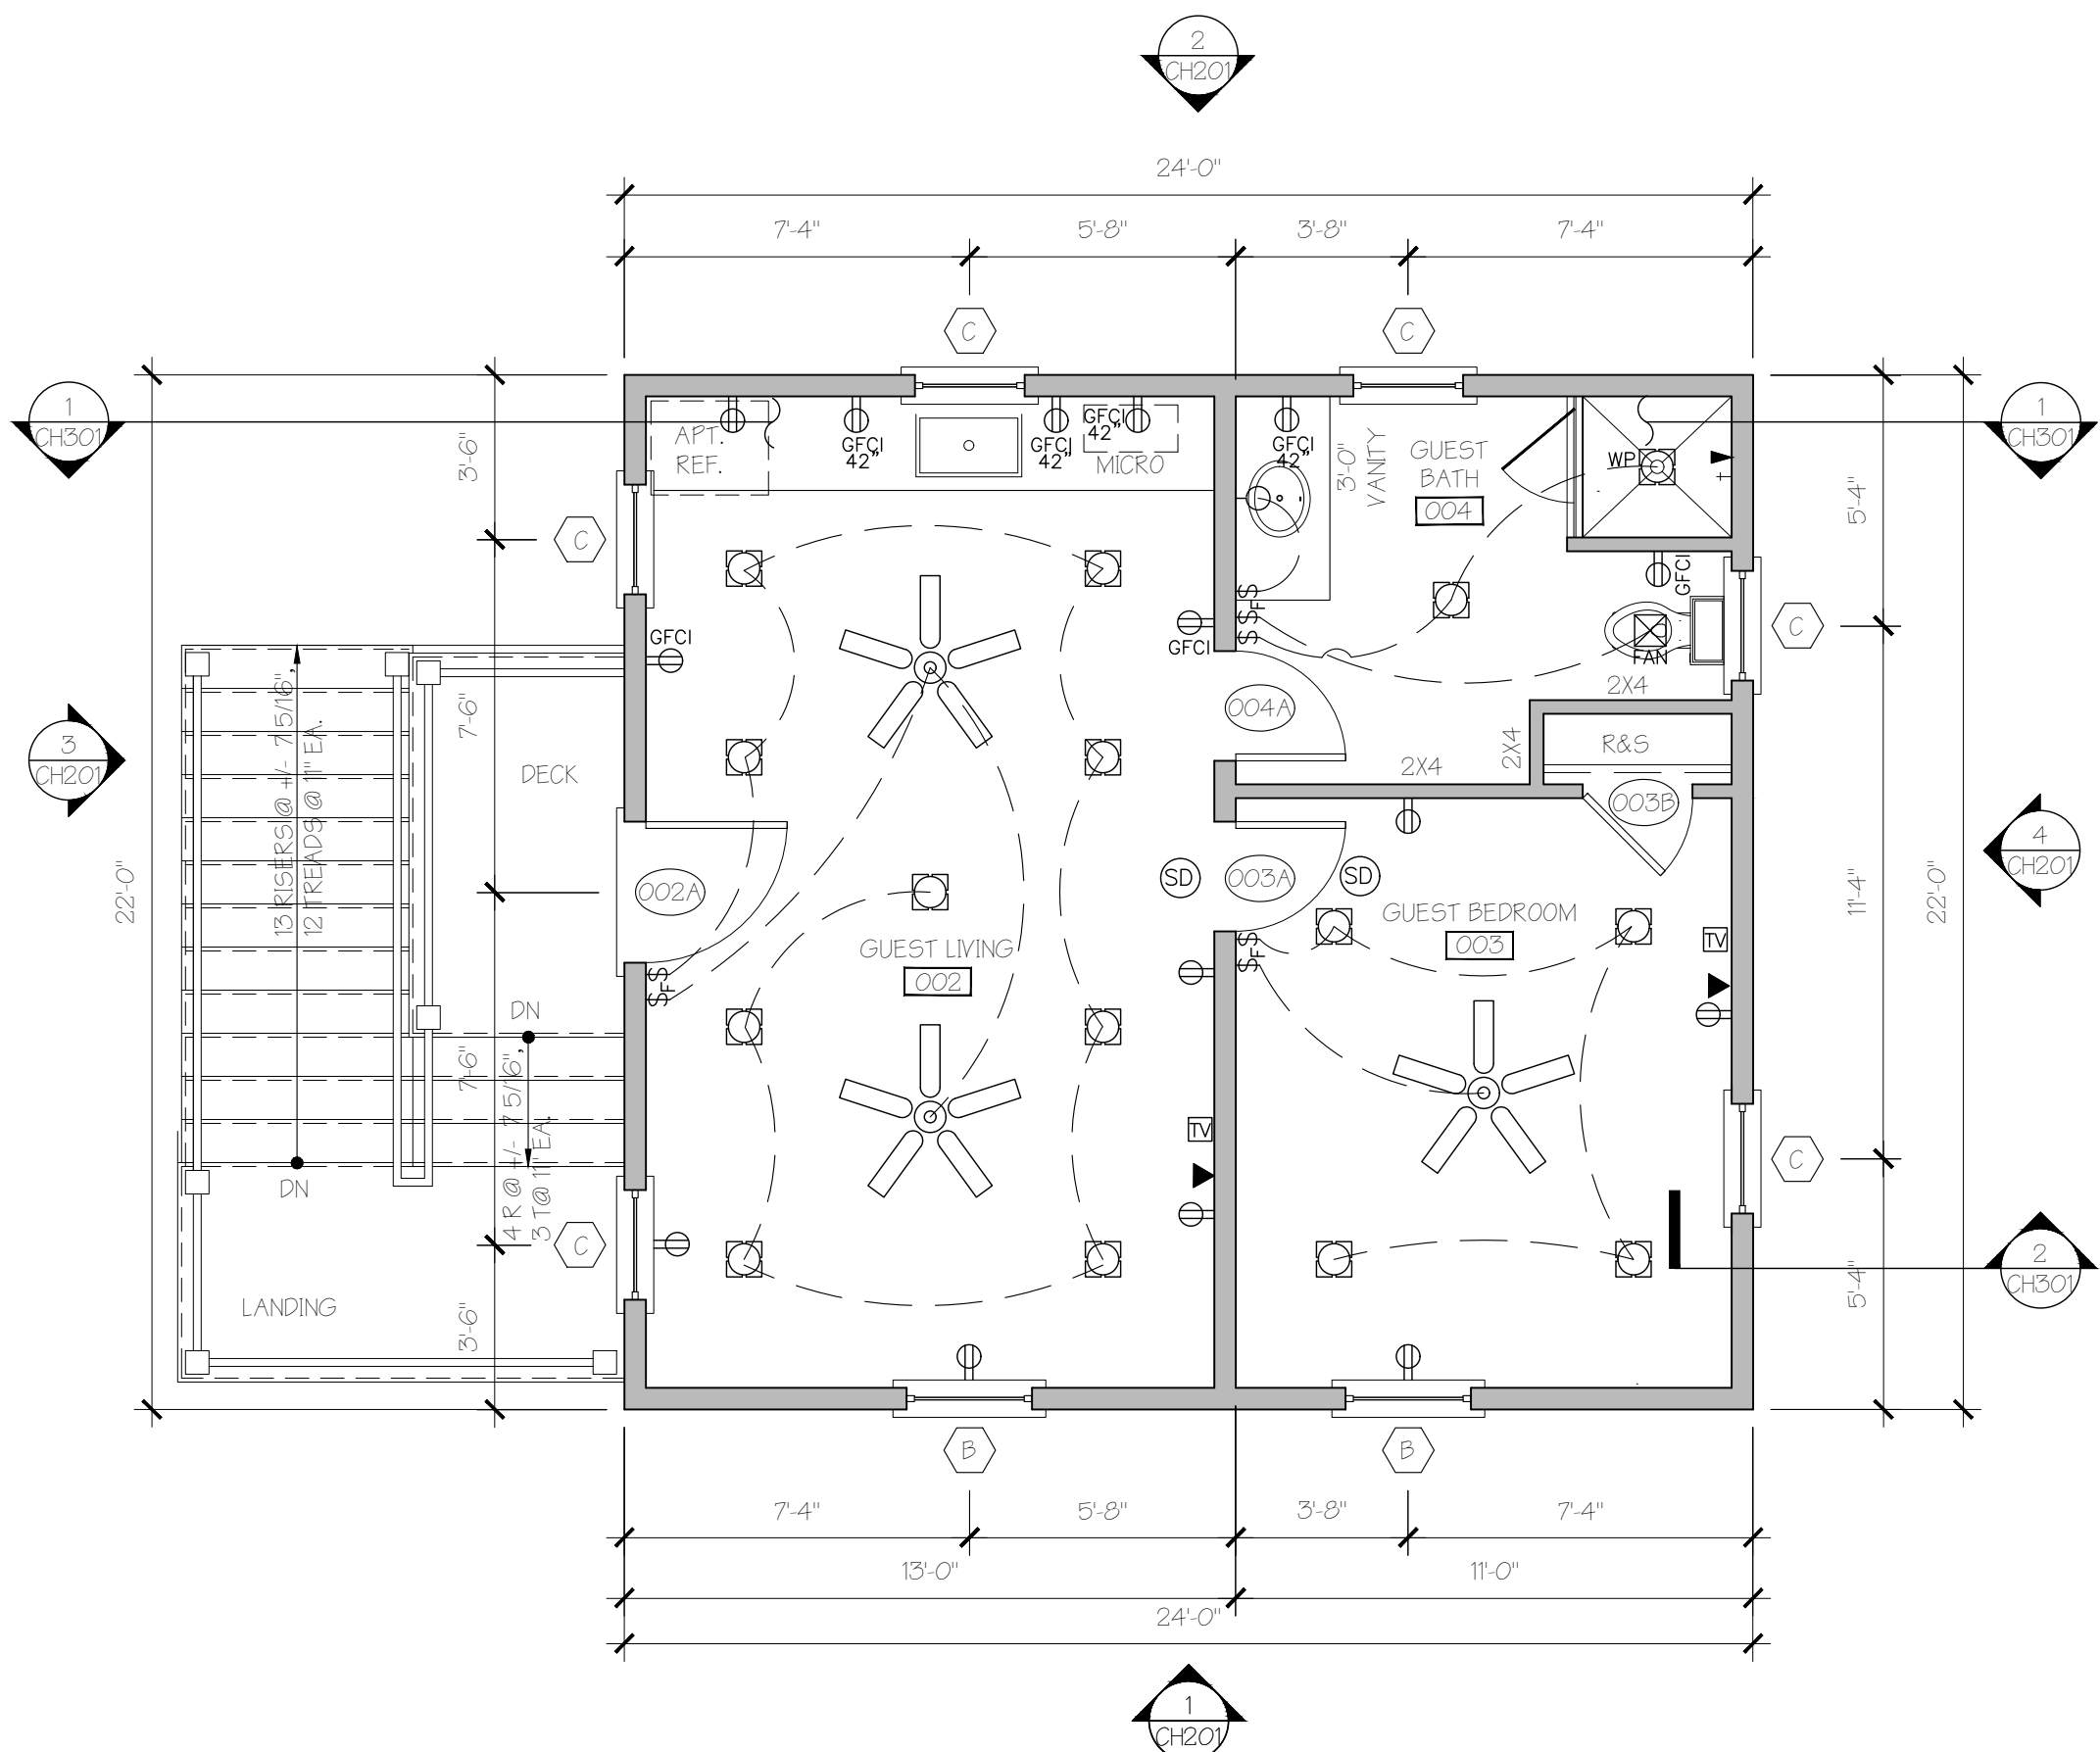 2
CH201
24'-0"
7'-4"
5'-8"
3'-8"
7'-4"
C
C
1
CH301
1
CH301
3'-6"
APT.
REF.
GFCI
42"
GFCI
42"
GFCI
42"
MICRO
GFCI
42"
3'-0"
VANITY
GUEST
BATH
004
WP
5'-4"
C
GFCI
GFCI
GFCI
$
$F
$
FAN
C
2X4
2X4
2X4
R&S
003B
004A
3
CH201
7'-6"
DECK
13 RISERS @ +/- 7 5/16",
12 TREADS @ 11" EA.
22'-0"
002A
SD
003A
SD
4
CH201
11'-4"
22'-0"
GUEST BEDROOM
003
GUEST LIVING
002
$
$F
$
$F
TV
DN
7'-6"
4 R @ +/- 7 5/16",
3 T @ 11" EA.
TV
DN
C
C
LANDING
3'-6"
5'-4"
2
CH301
B
B
7'-4"
5'-8"
3'-8"
7'-4"
13'-0"
11'-0"
24'-0"
1
CH201